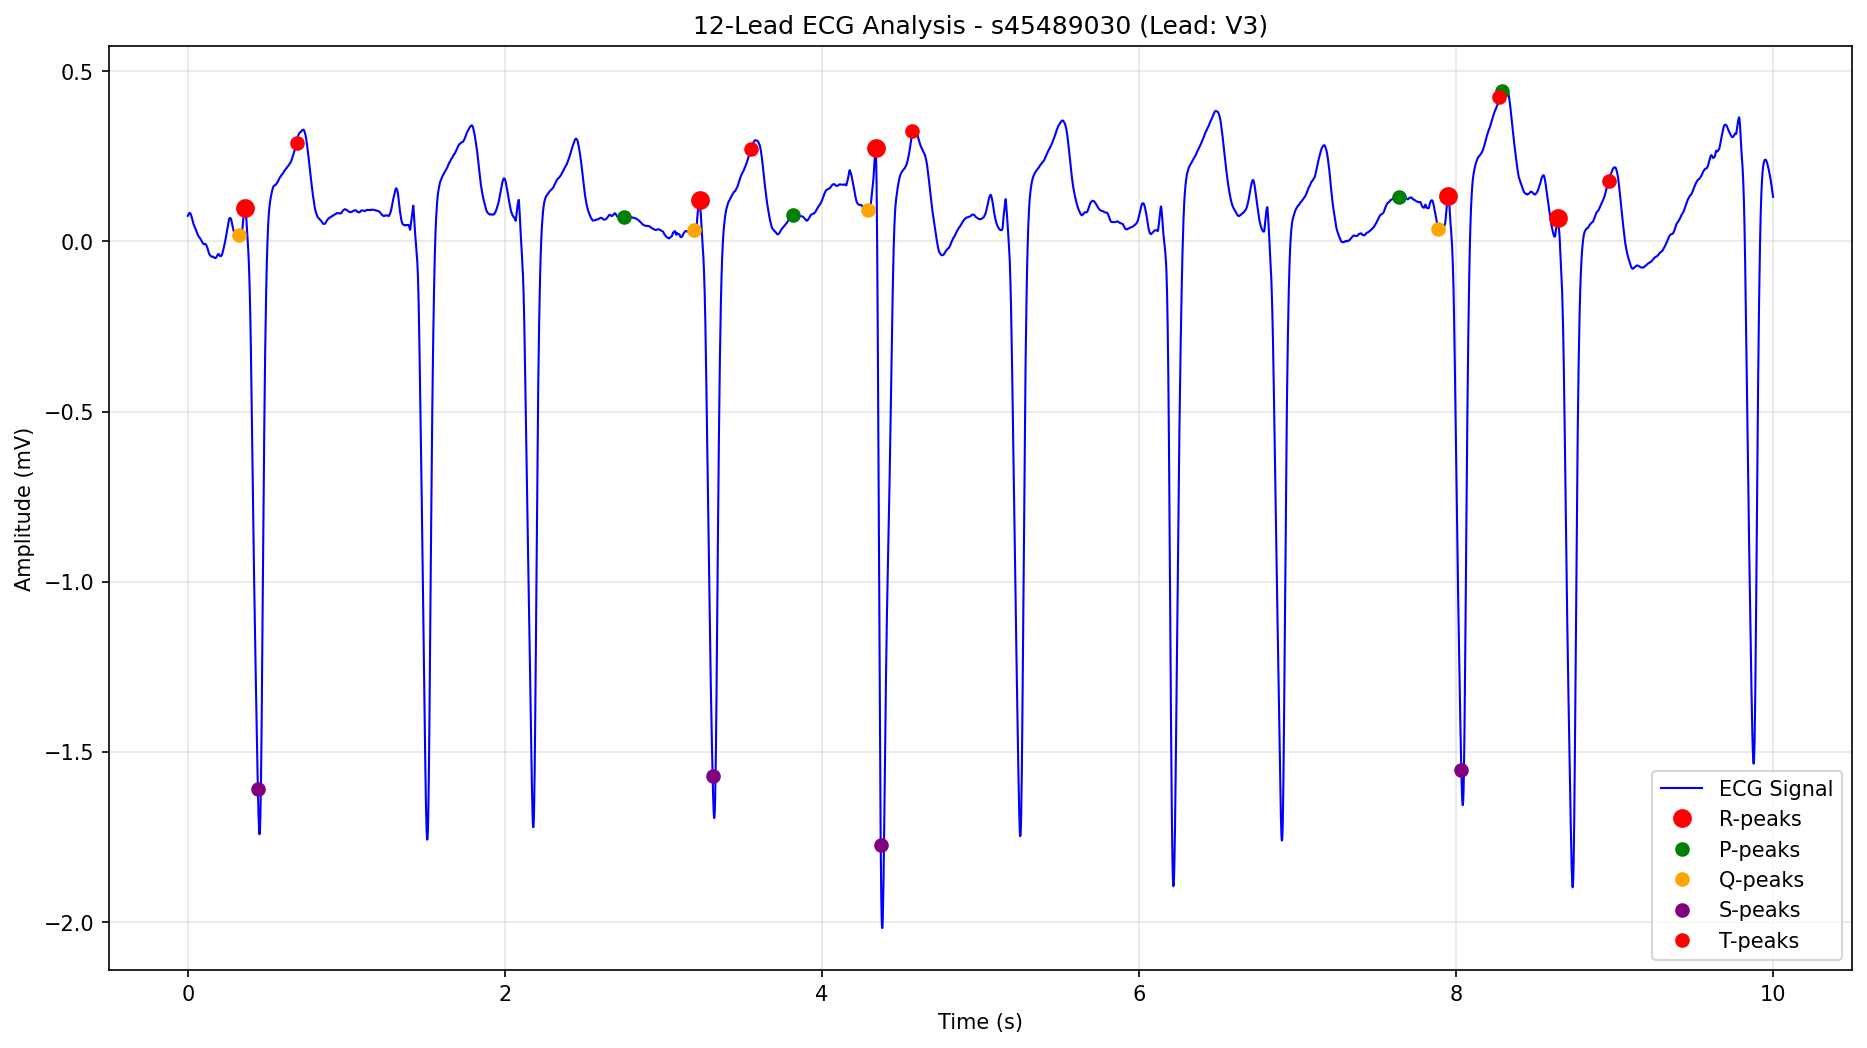 12-Lead ECG Analysis - s45489030 (Lead: V3)
Amplitude (mV)
0.5
0.0
−0.5
−1.0
−1.5
−2.0
ECG Signal
R-peaks
P-peaks
Q-peaks
S-peaks
T-peaks
0 2 4 6 8 10
Time (s)